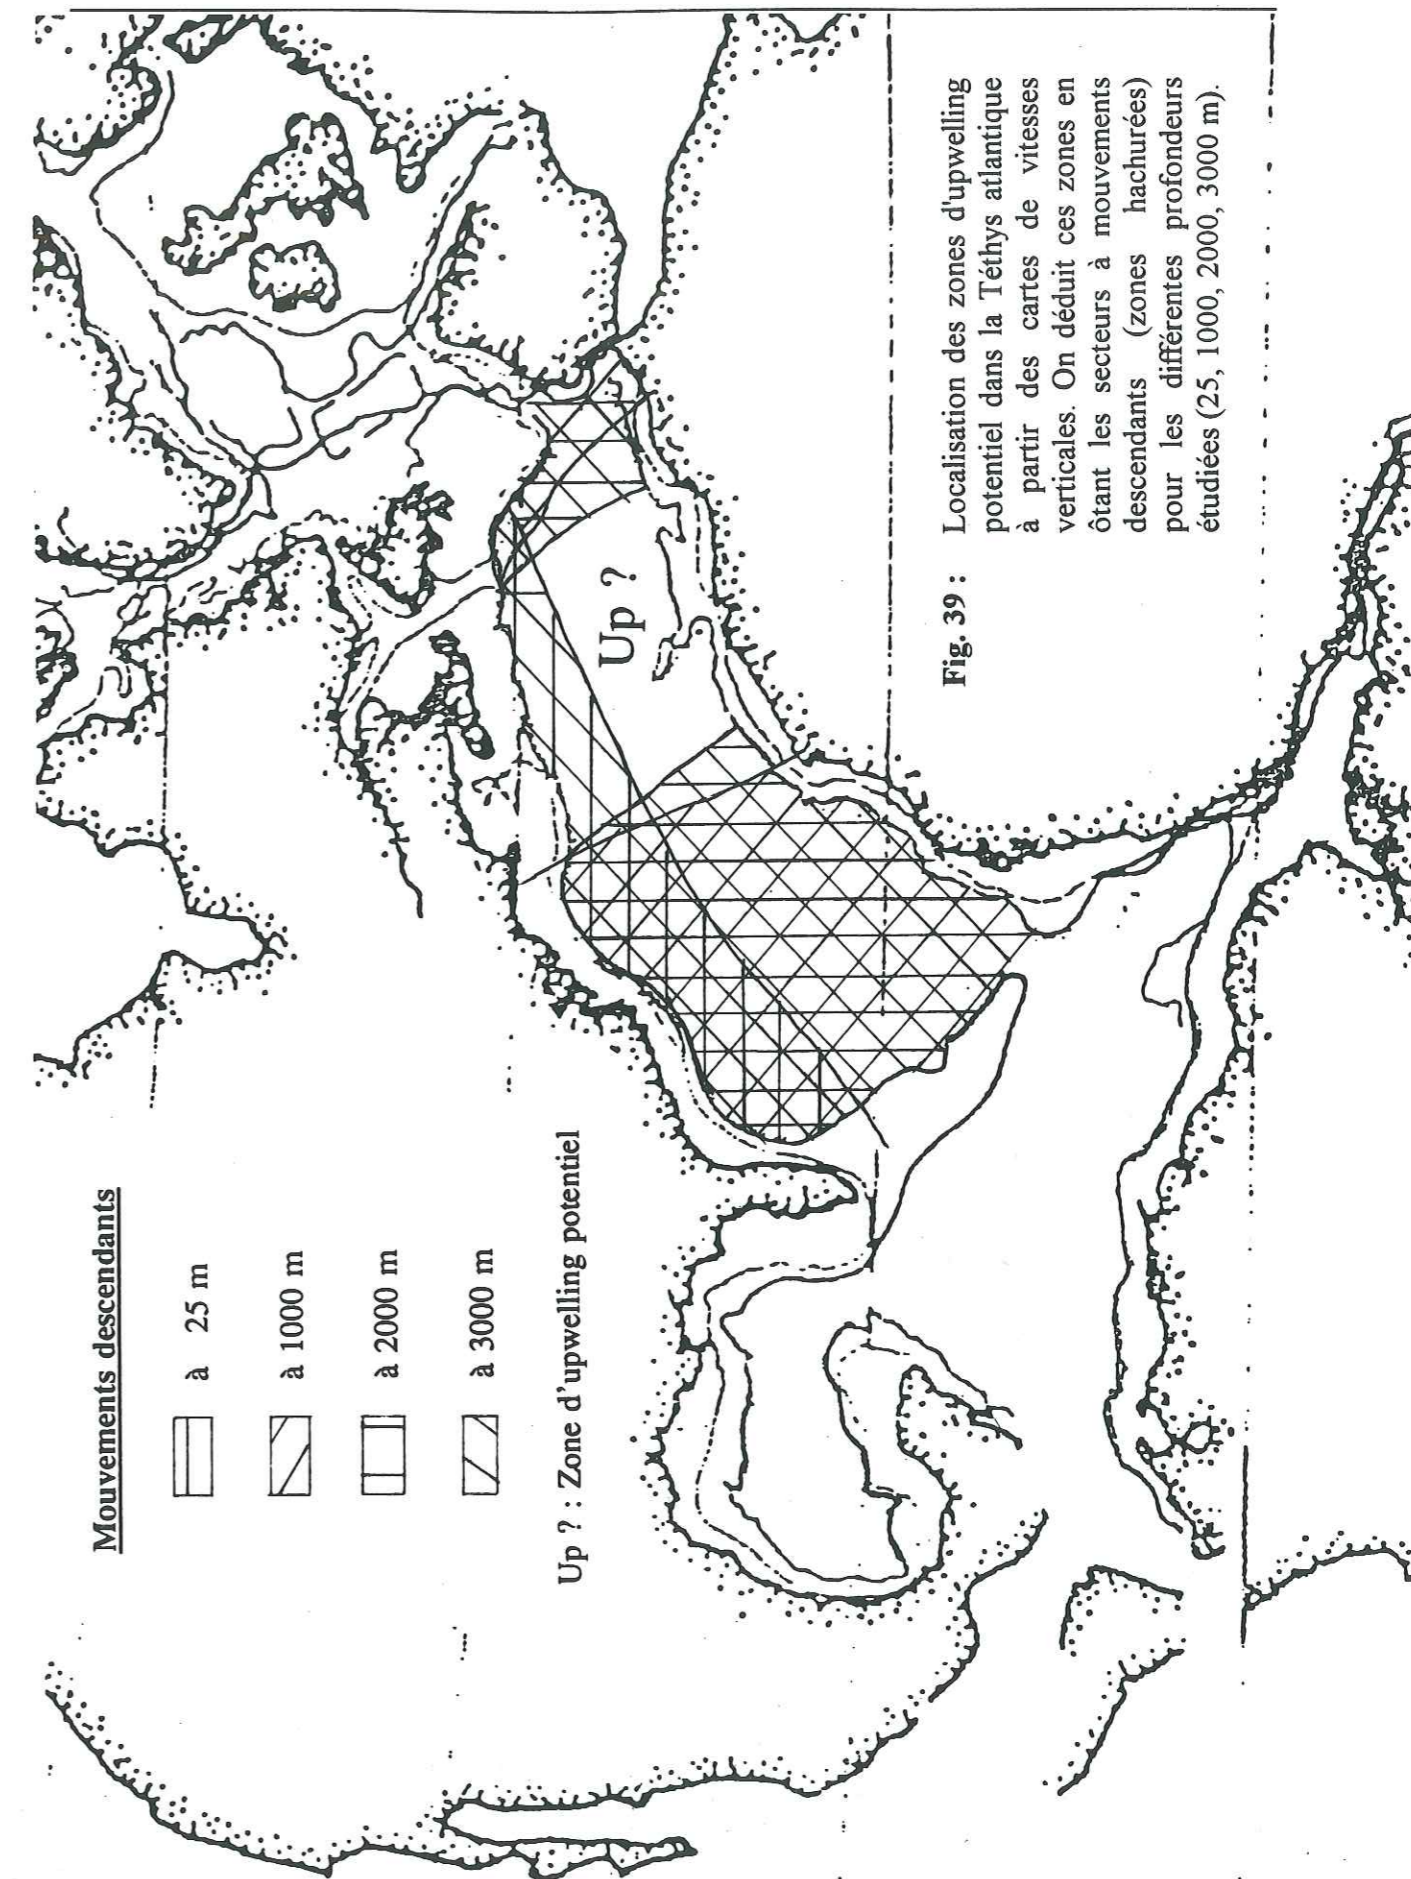 Mouvements descendants
à 25 m
à 1000 m
à 2000 m
à 3000 m
Up ? : Zone d'upwelling potentiel
Up ?
Fig. 39 : Localisation des zones d'upwelling
potentiel dans la Téthys atlantique
à partir des cartes de vitesses
verticales. On déduit ces zones en
ôtant les secteurs à mouvements
descendants (zones hachurées)
pour les différentes profondeurs
étudiées (25, 1000, 2000, 3000 m).